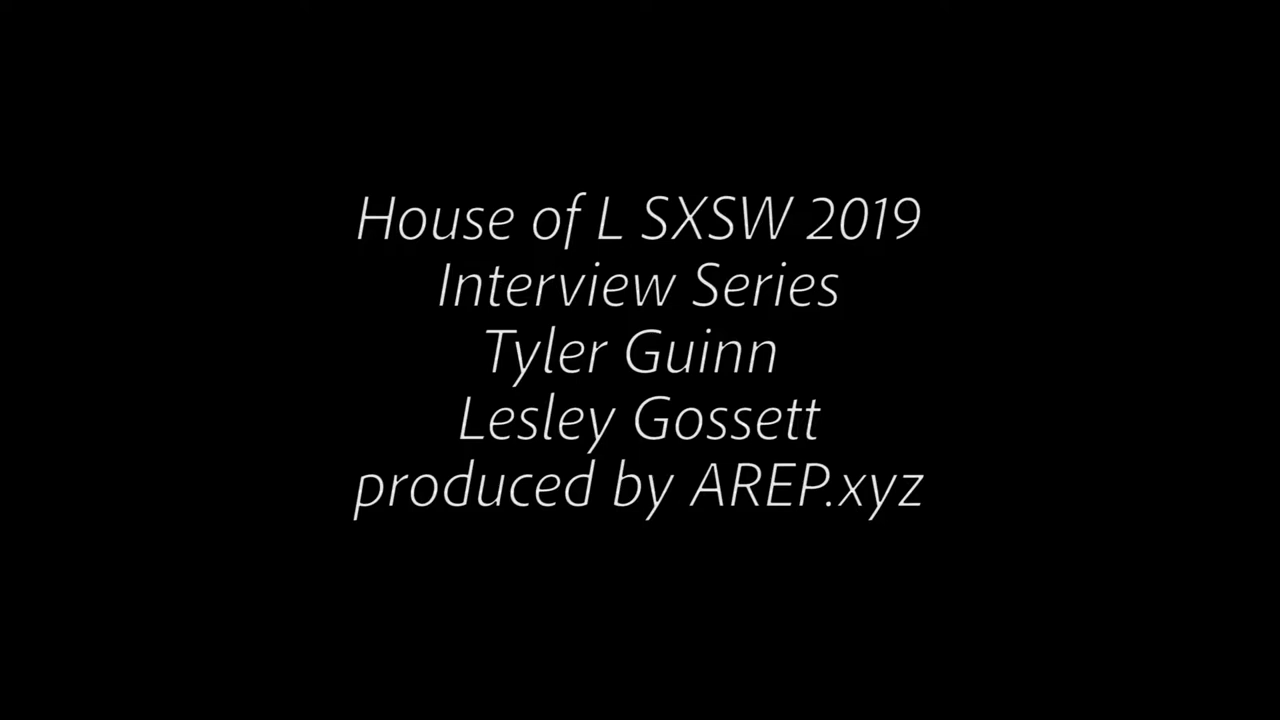 House of L SXSW 2019
Interview Series
Tyler Guinn
Lesley Gossett
produced by AREP.xyz